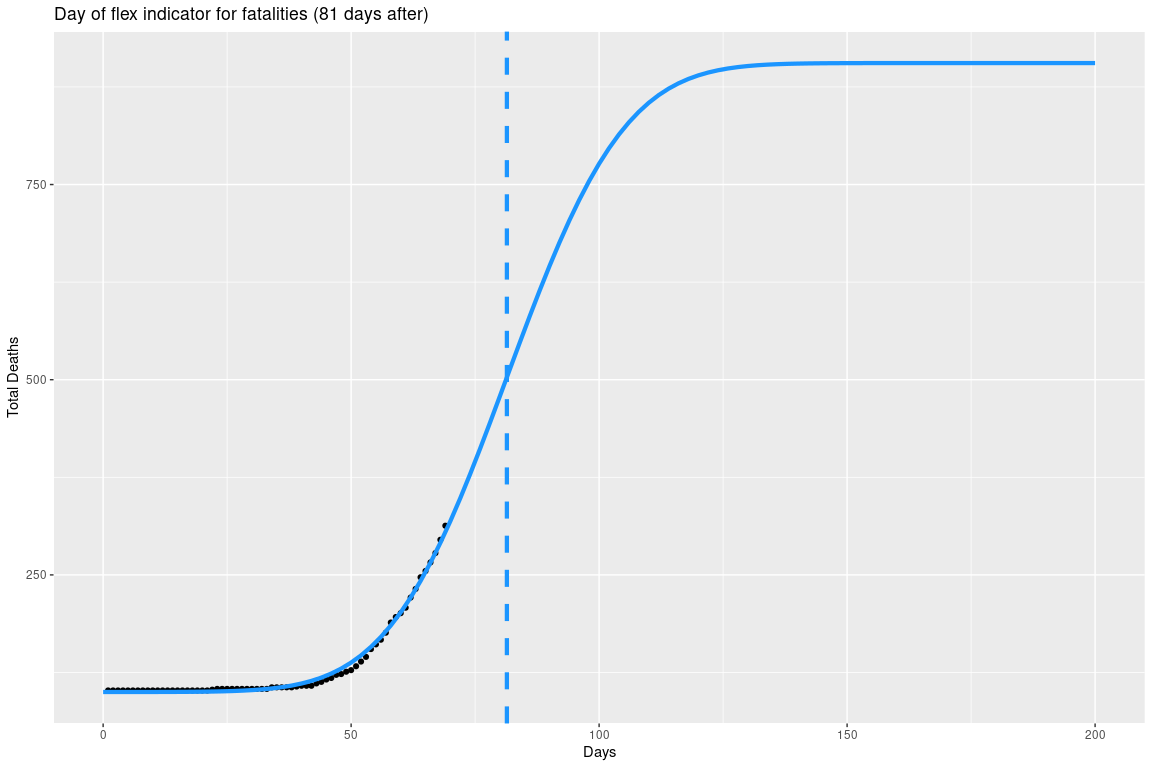 Day of flex indicator for fatalities (81 days after)
Total Deaths
750
500
250
0 50 100 150 200
Days